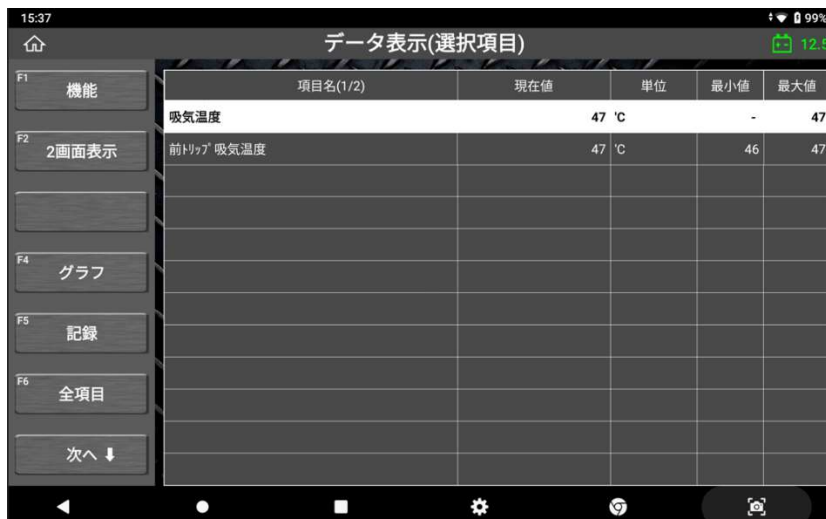 15:37
99%
データ表示(選択項目)
12.5
F1 機能
F2 2画面表示
F4 グラフ
F5 記録
F6 全項目
次へ
項目名(1/2) 現在値 単位 最小値 最大値
吸気温度 47 ℃ - 47
前ﾄﾘｯﾌﾟ吸気温度 47 ℃ 46 47